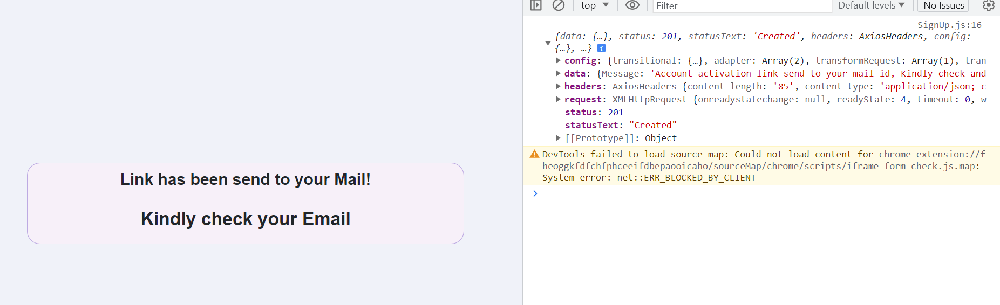 Link has been send to your Mail!
Kindly check your Email
top Filter Default levels No Issues
SignUp.js:16
{data: {…}, status: 201, statusText: 'Created', headers: AxiosHeaders, config:
{…}, …} i
config: {transitional: {…}, adapter: Array(2), transformRequest: Array(1), tran
data: {Message: 'Account activation link send to your mail id, Kindly check and
headers: AxiosHeaders {content-length: '85', content-type: 'application/json; c
request: XMLHttpRequest {onreadystatechange: null, readyState: 4, timeout: 0, w
status: 201
statusText: "Created"
[[Prototype]]: Object
DevTools failed to load source map: Could not load content for chrome-extension://f
heoggkfdfchfphceeifdbepaooicaho/sourceMap/chrome/scripts/iframe_form_check.js.map:
System error: net::ERR_BLOCKED_BY_CLIENT